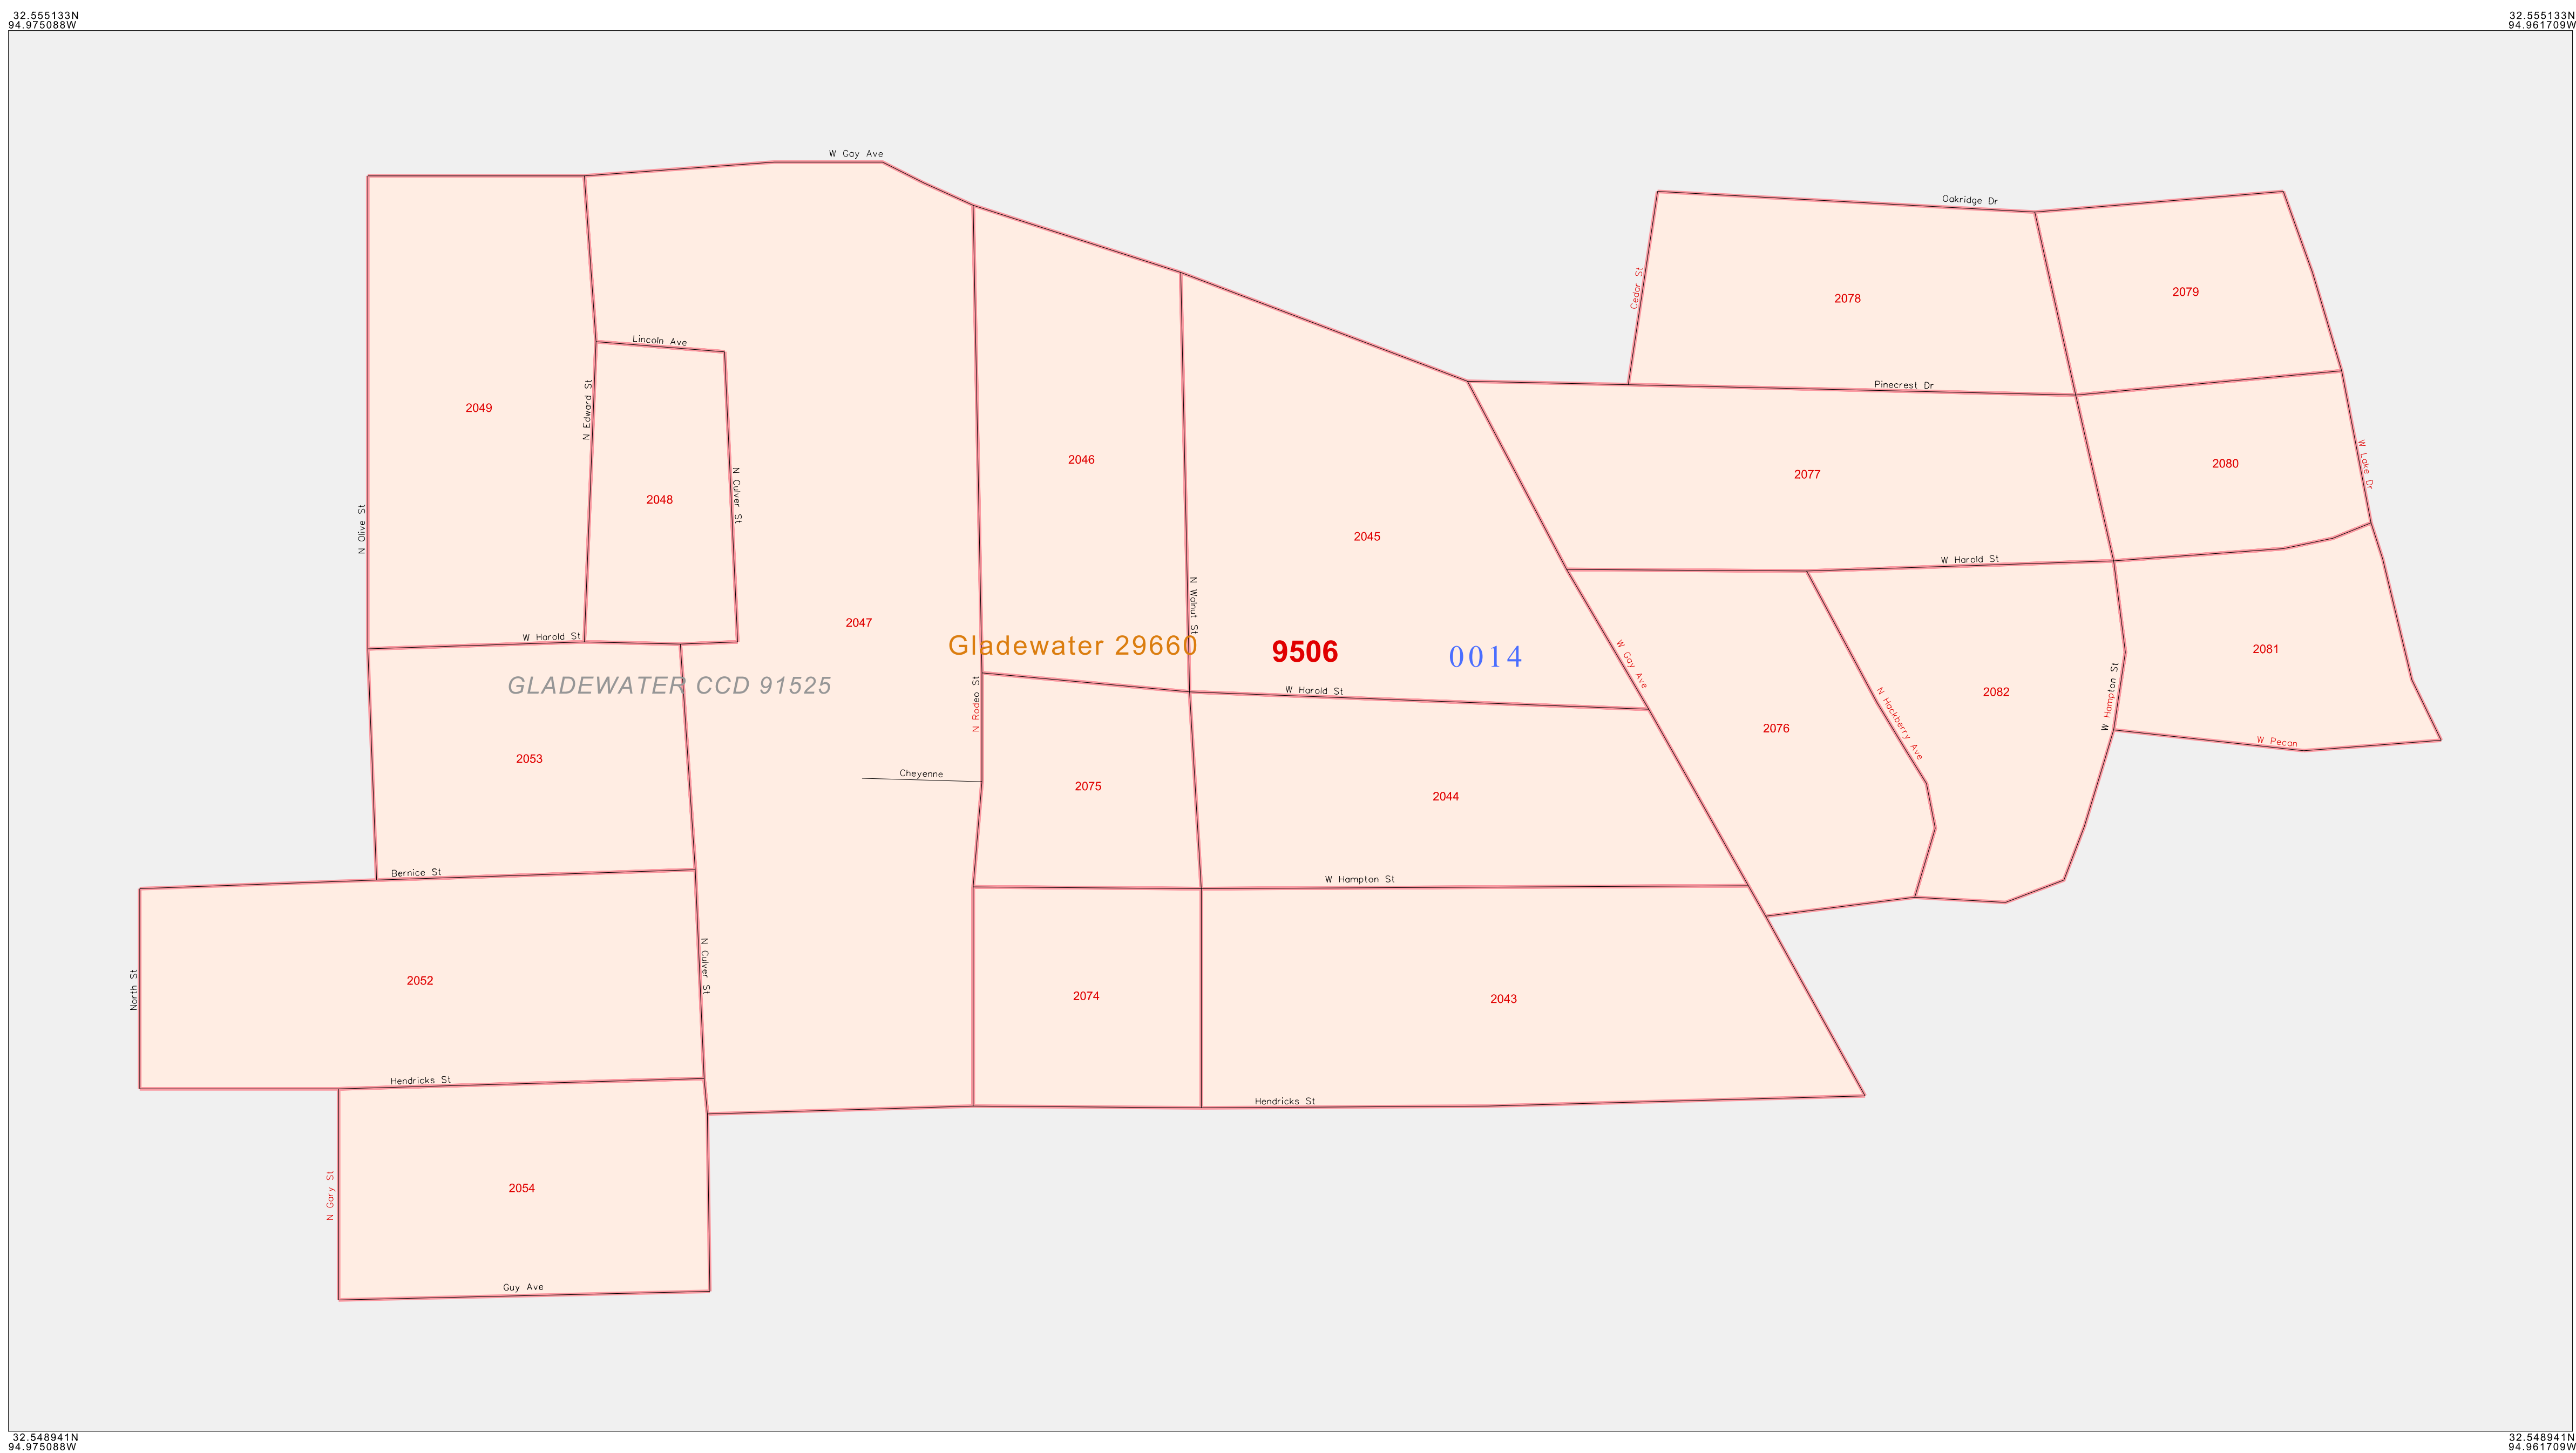 32.555133N
94.975088W
32.555133N
94.961709W
W Gay Ave
Oakridge Dr
Cedar St
2078
2079
Lincoln Ave
Pinecrest Dr
N Edward St
2049
2046
2077
2080
W Lake Dr
2048
N Culver St
N Olive St
2045
W Harold St
N Walnut St
2047
W Harold St
Gladewater 29660
9506
0014
W Gay Ave
2081
GLADEWATER CCD 91525
N Rodeo St
W Harold St
2082
W Hampton St
N Hackberry Ave
2076
W Pecan
2053
Cheyenne
2075
2044
Bernice St
W Hampton St
North St
2052
N Culver St
2074
2043
Hendricks St
Hendricks St
N Gary St
2054
Guy Ave
32.548941N
94.975088W
32.548941N
94.961709W